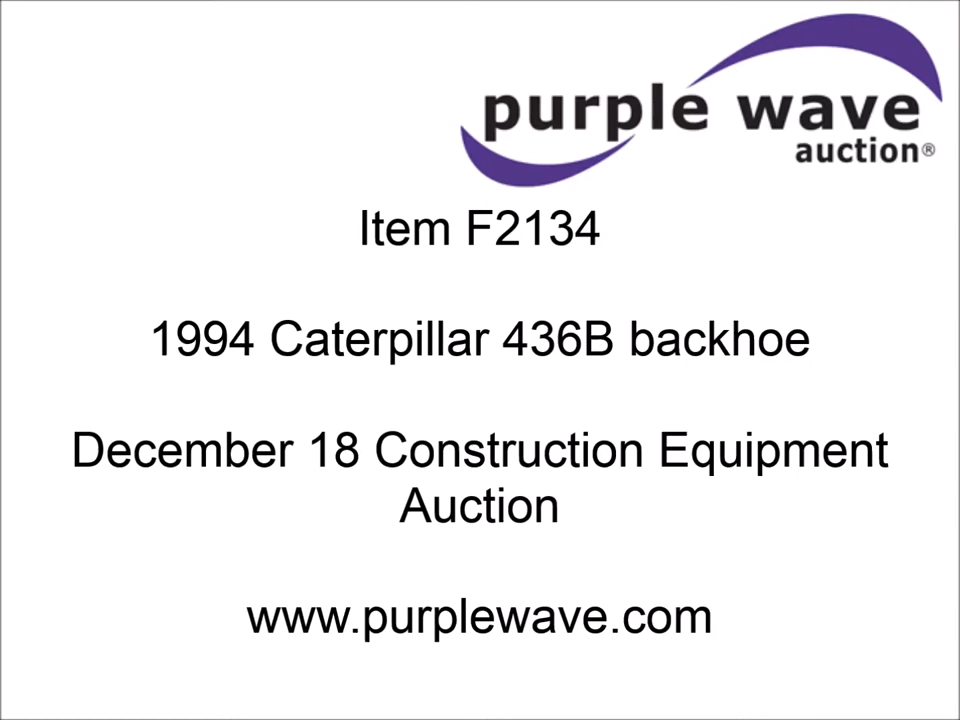 purple wave
auction®
Item F2134
1994 Caterpillar 436B backhoe
December 18 Construction Equipment
Auction
www.purplewave.com